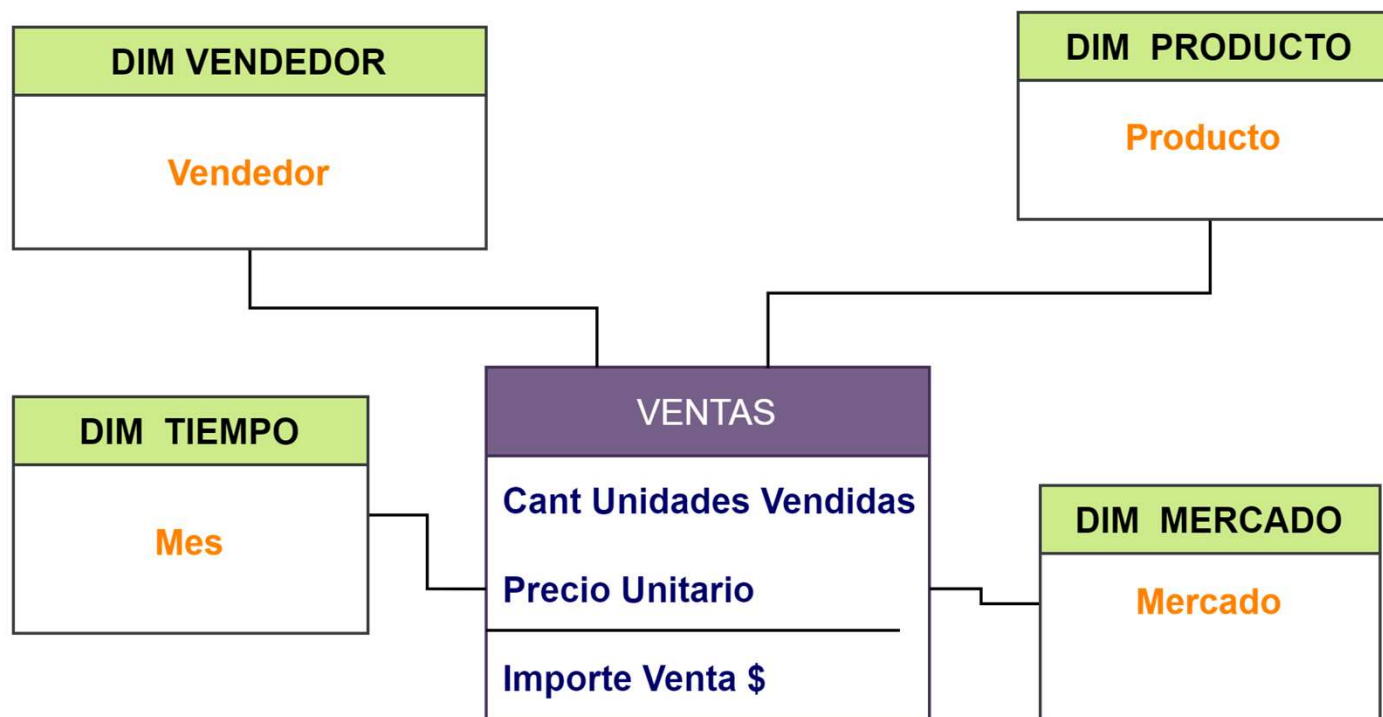 DIM VENDEDOR
Vendedor
DIM PRODUCTO
Producto
DIM TIEMPO
Mes
VENTAS
Cant Unidades Vendidas
Precio Unitario
Importe Venta $
DIM MERCADO
Mercado